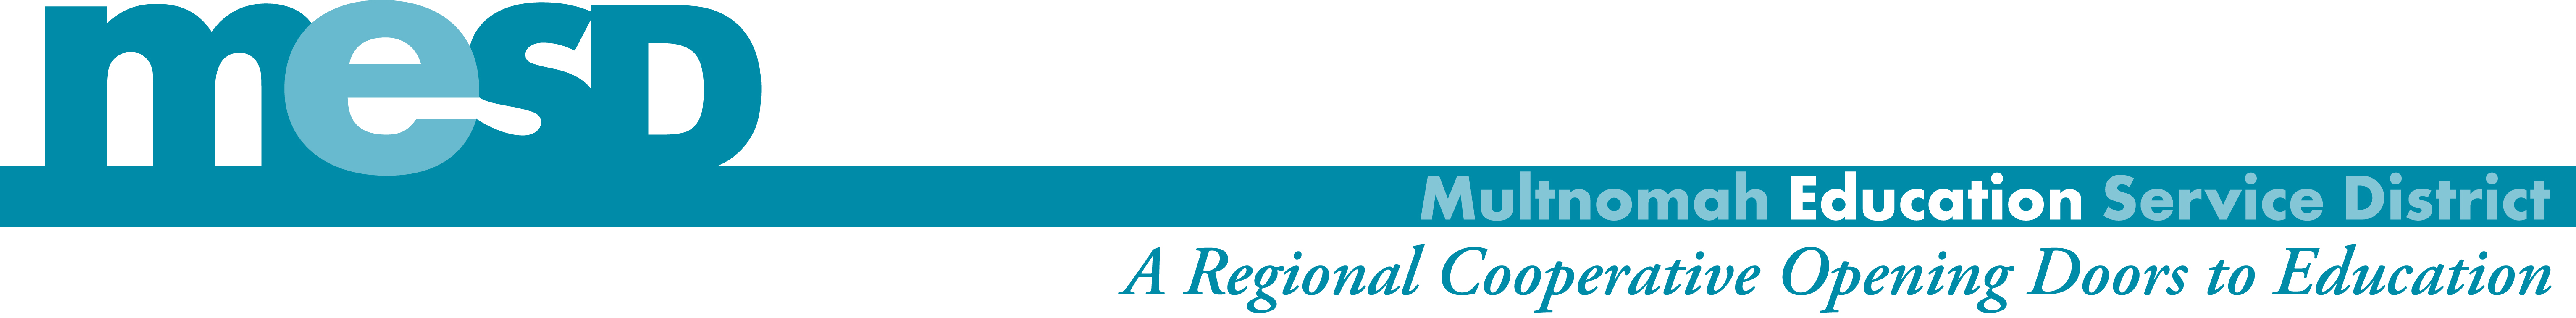 mesD
Multnomah Education Service District
A Regional Cooperative Opening Doors to Education